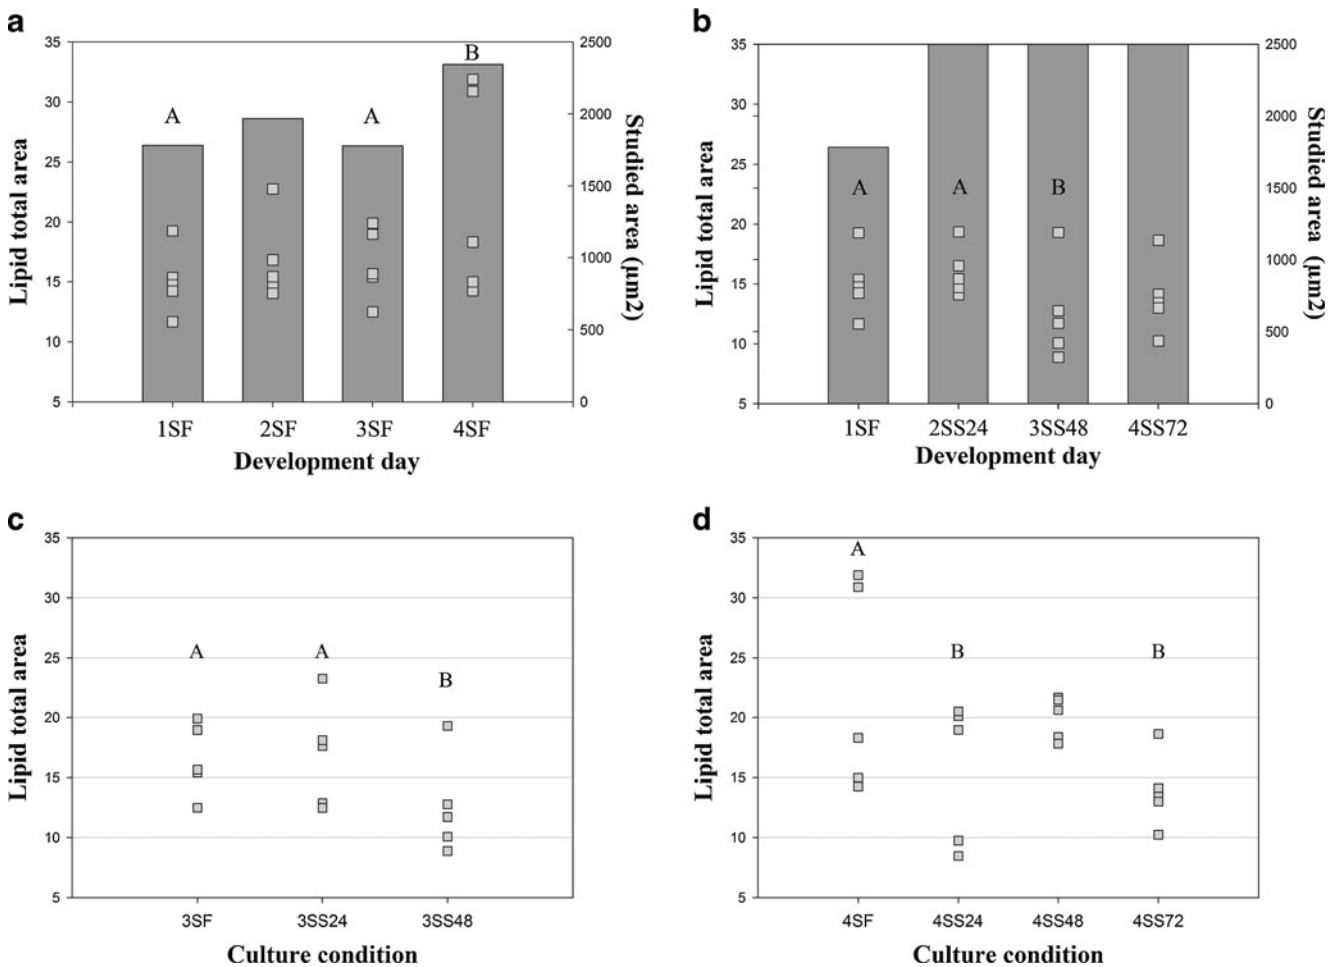 a
35
30
25
20
15
10
5
Lipid total area
A
A
B
2500
2000
1500
1000
500
0
Studied area (µm2)
1SF 2SF 3SF 4SF
Development day
b
35
30
25
20
15
10
5
Lipid total area
A
A
B
2500
2000
1500
1000
500
0
Studied area (µm2)
1SF 2SS24 3SS48 4SS72
Development day
c
35
30
25
20
15
10
5
Lipid total area
A
A
B
3SF 3SS24 3SS48
Culture condition
d
35
30
25
20
15
10
5
Lipid total area
A
B
B
4SF 4SS24 4SS48 4SS72
Culture condition